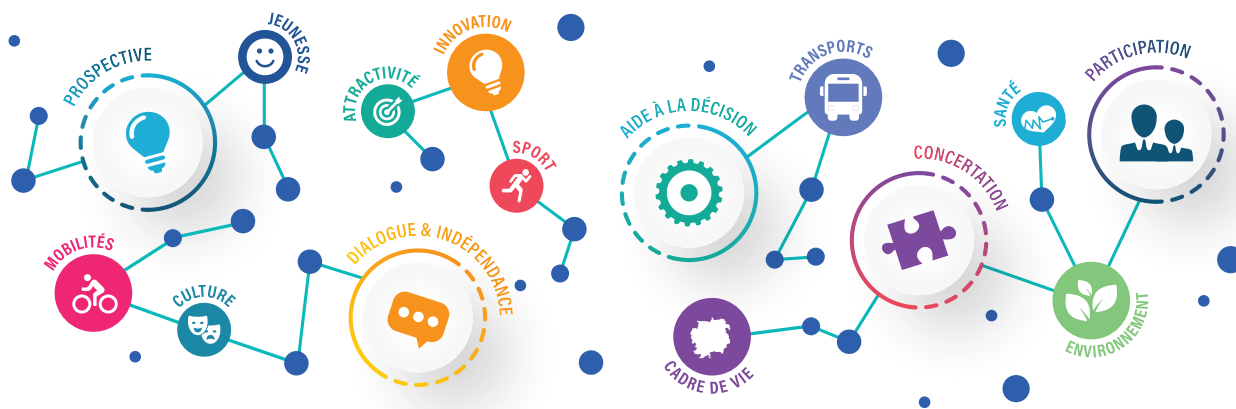 PROSPECTIVE
JEUNESSE
ATTRACTIVITÉ
INNOVATION
SPORT
MOBILITÉS
CULTURE
DIALOGUE & INDÉPENDANCE
AIDE À LA DÉCISION
TRANSPORTS
CONCERTATION
SANTÉ
PARTICIPATION
CADRE DE VIE
ENVIRONNEMENT